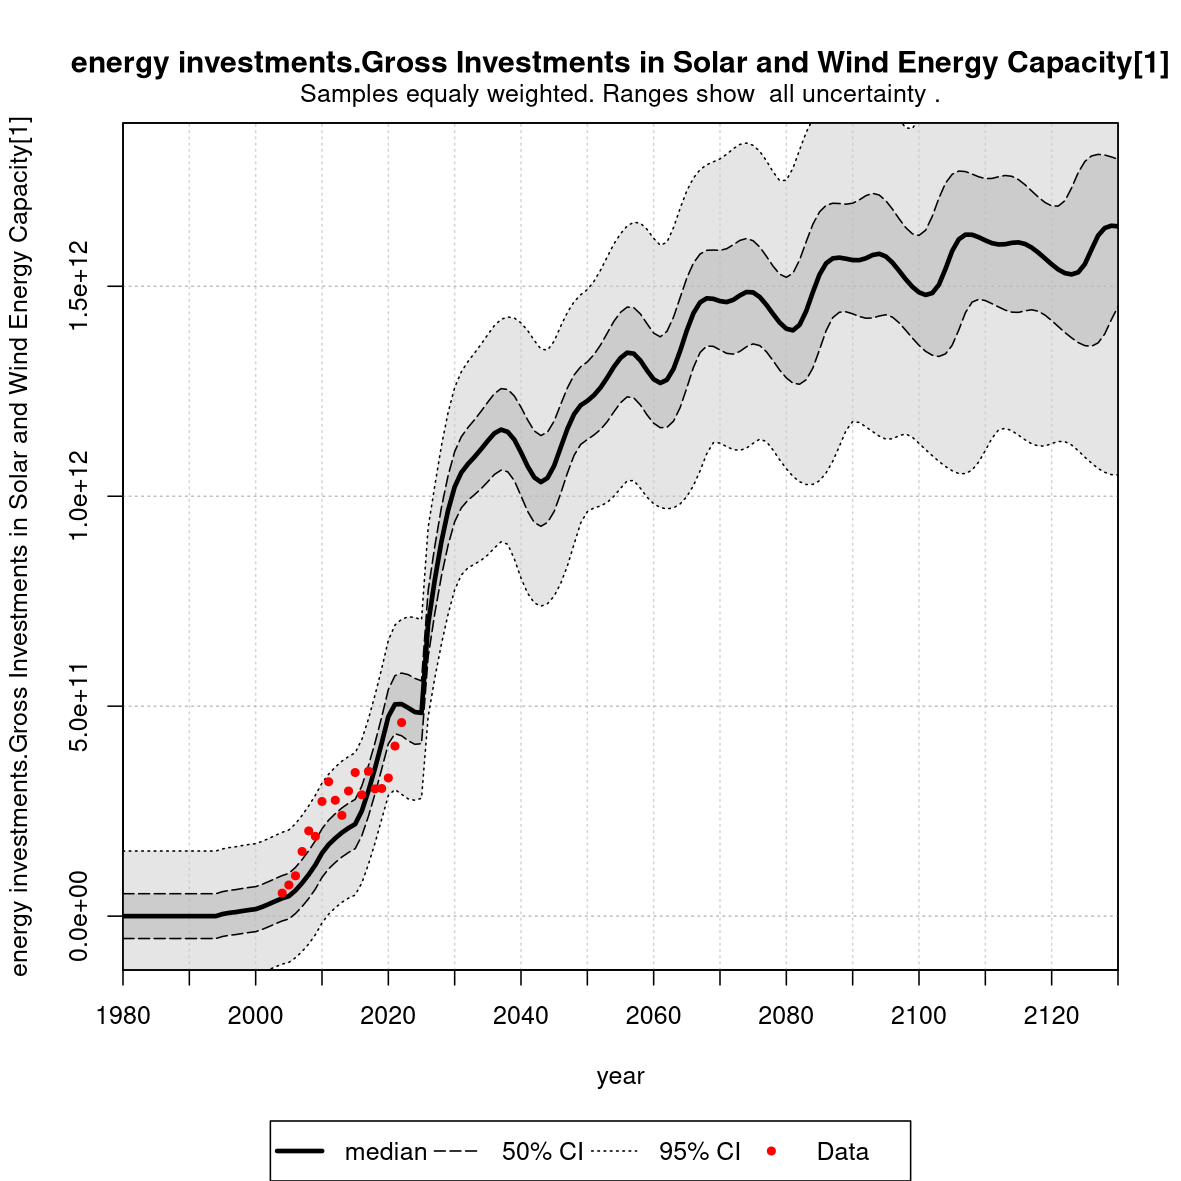 energy investments.Gross Investments in Solar and Wind Energy Capacity[1]
Samples equaly weighted. Ranges show  all uncertainty .
energy investments.Gross Investments in Solar and Wind Energy Capacity[1]
1.5e+12
1.0e+12
5.0e+11
0.0e+00
1980 2000 2020 2040 2060 2080 2100 2120
year
median 50% CI 95% CI Data